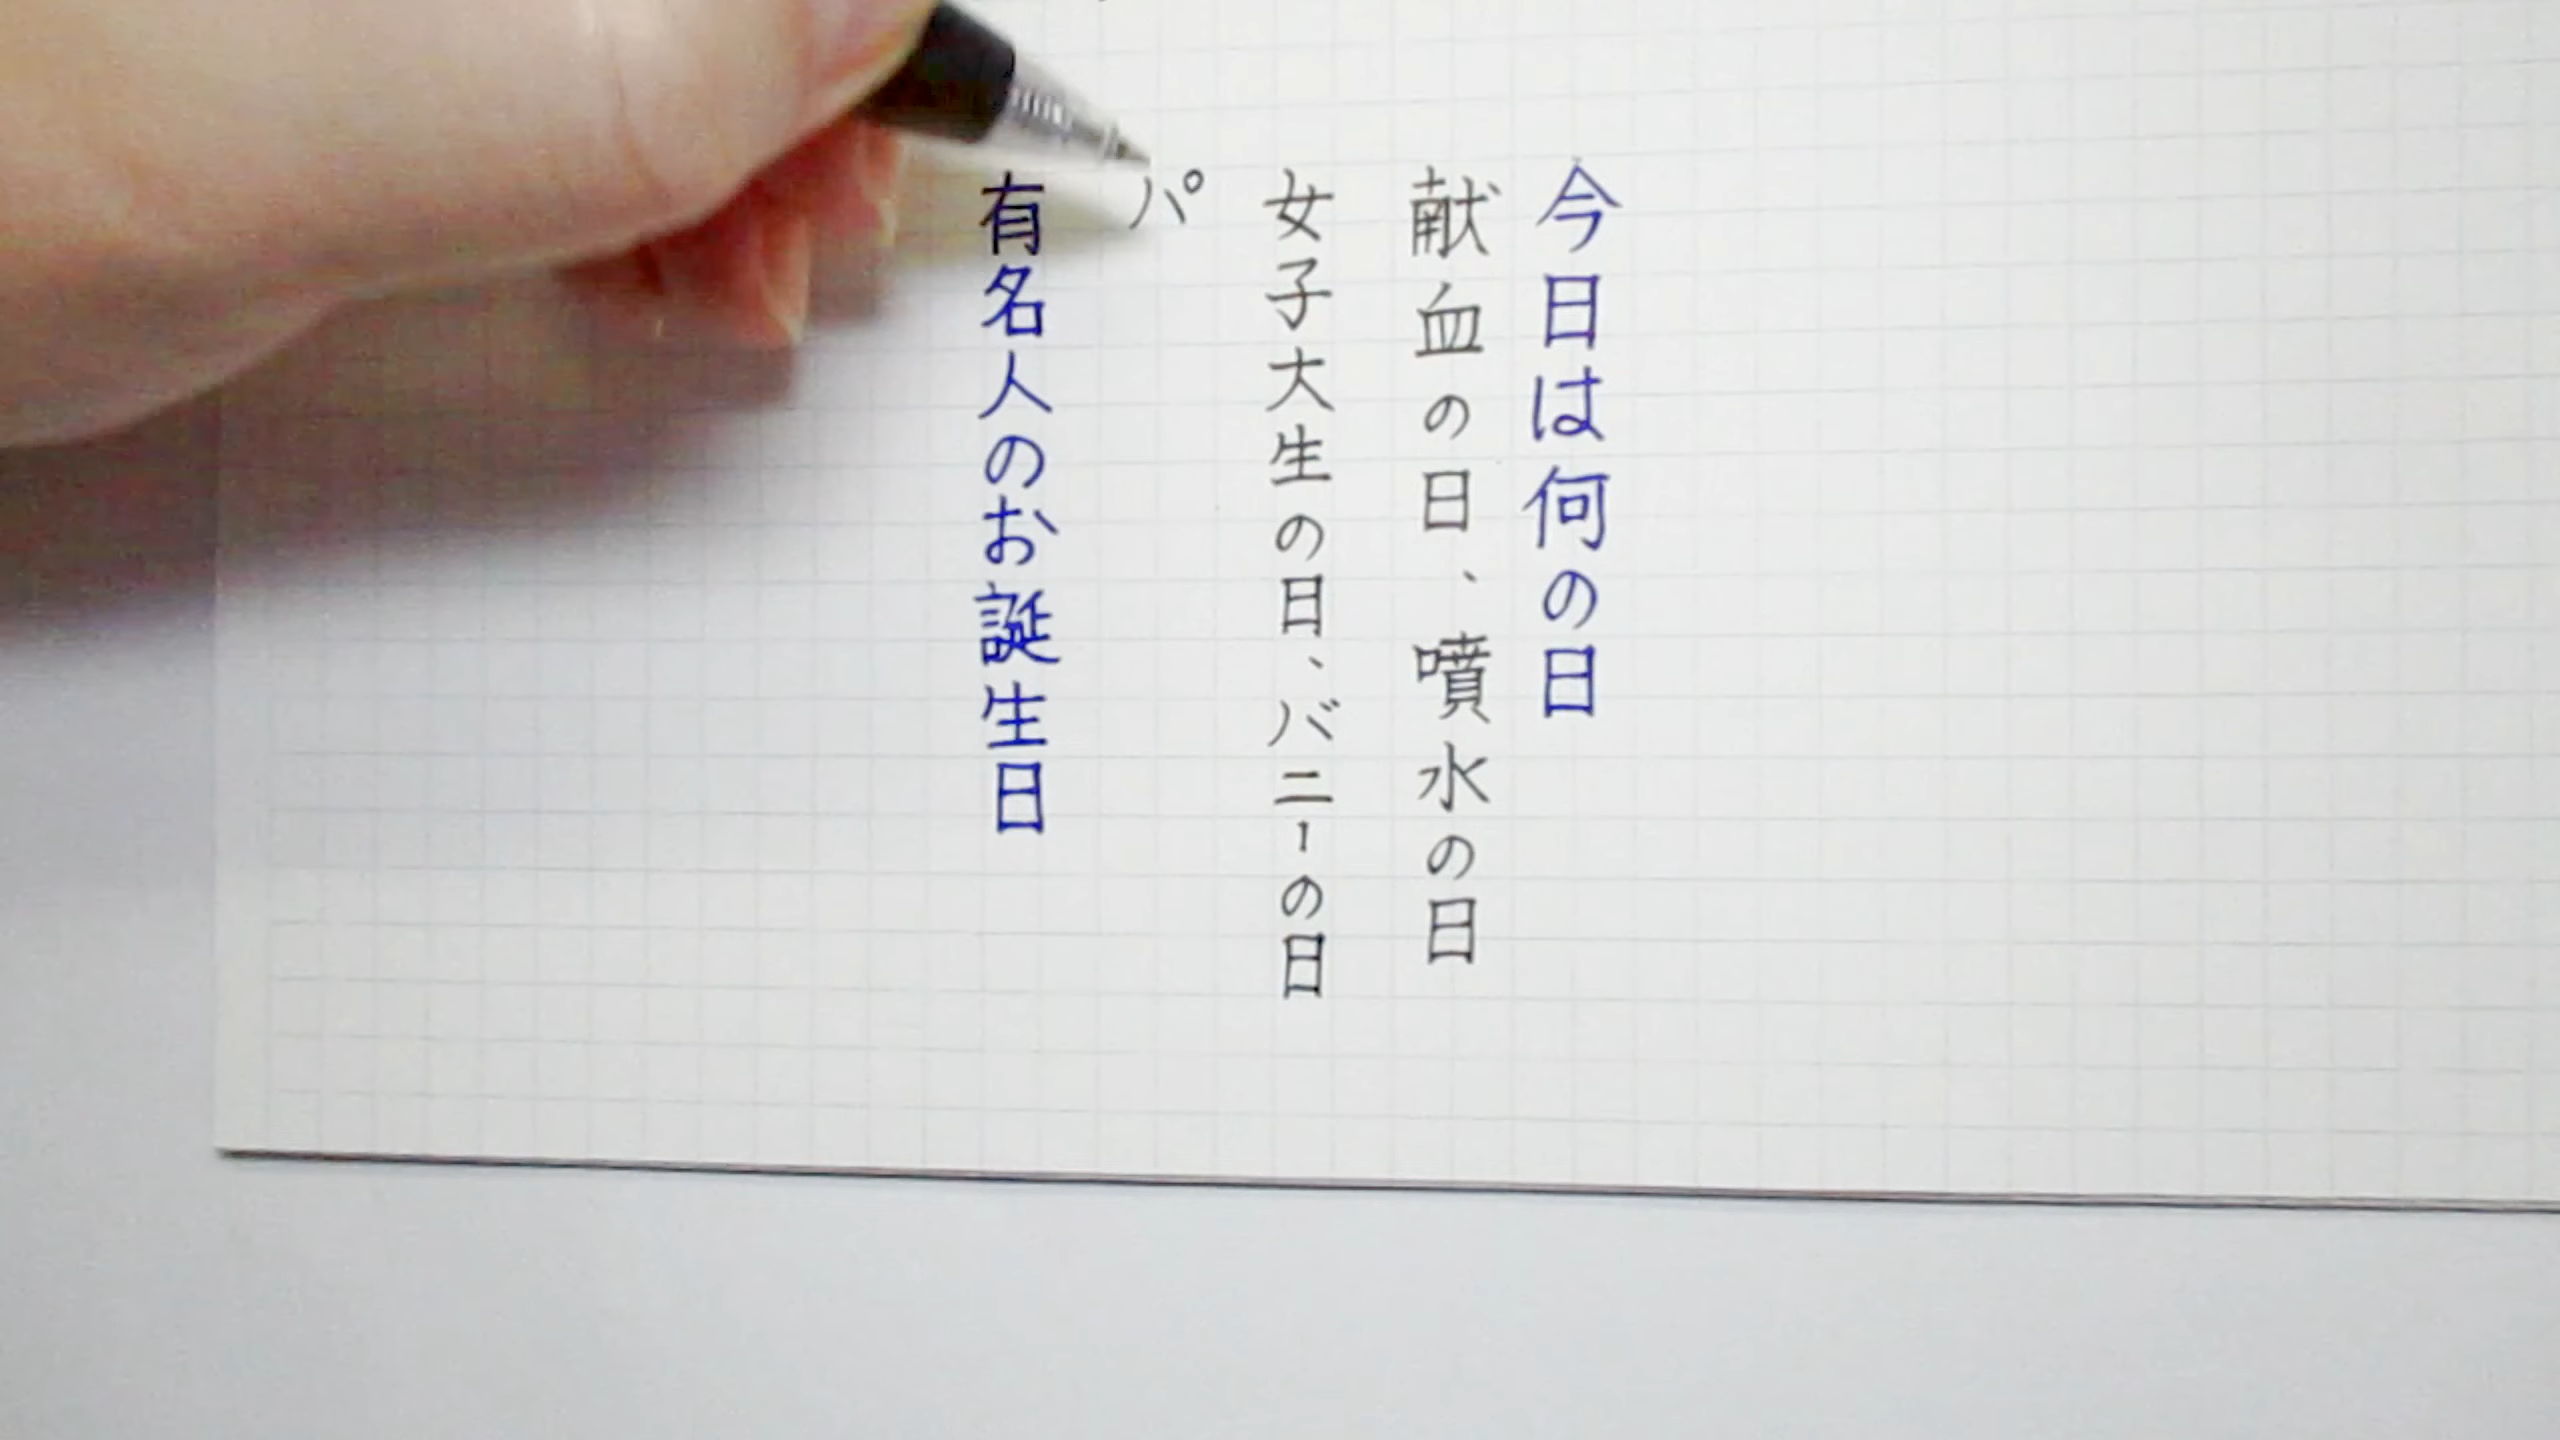 今日は何の日
献血の日、噴水の日
女子大生の日、バニーの日
パ
有名人のお誕生日